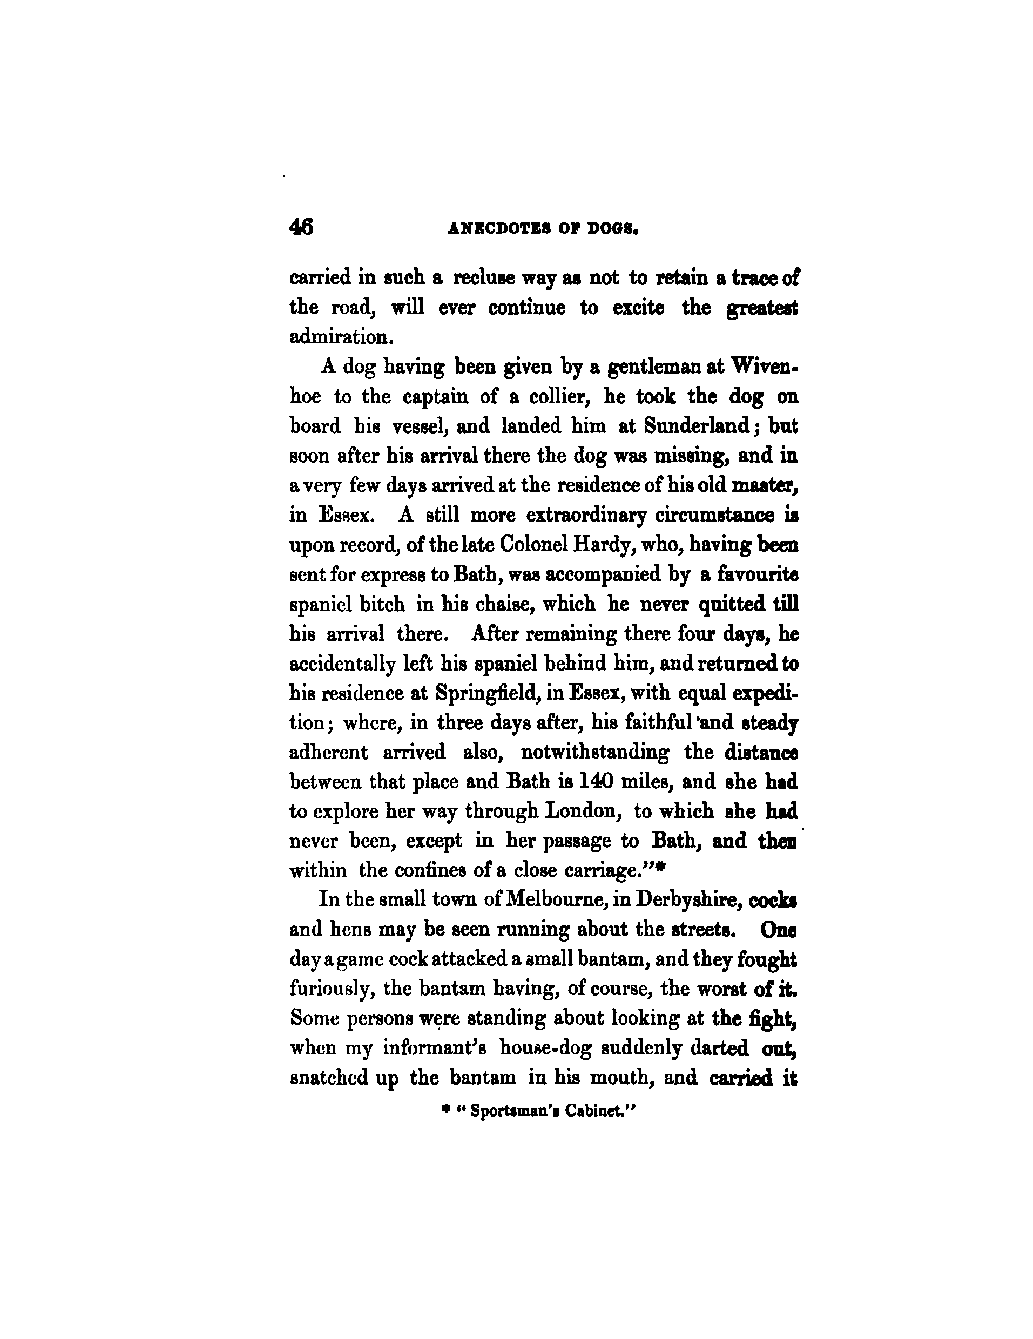 46 ANECDOTES OF DOGS.
carried in such a recluse way as not to retain a trace of
the road, will ever continue to excite the greatest
admiration.
A dog having been given by a gentleman at Wiven-
hoe to the captain of a collier, he took the dog on
board his vessel, and landed him at Sunderland; but
soon after his arrival there the dog was missing, and in
a very few days arrived at the residence of his old master,
in Essex. A still more extraordinary circumstance is
upon record, of the late Colonel Hardy, who, having been
sent for express to Bath, was accompanied by a favourite
spaniel bitch in his chaise, which he never quitted till
his arrival there. After remaining there four days, he
accidentally left his spaniel behind him, and returned to
his residence at Springfield, in Essex, with equal expedi-
tion; where, in three days after, his faithful and steady
adherent arrived also, notwithstanding the distance
between that place and Bath is 140 miles, and she had
to explore her way through London, to which she had
never been, except in her passage to Bath, and then
within the confines of a close carriage."*
In the small town of Melbourne, in Derbyshire, cocks
and hens may be seen running about the streets. One
day a game cock attacked a small bantam, and they fought
furiously, the bantam having, of course, the worst of it.
Some persons were standing about looking at the fight,
when my informant's house-dog suddenly darted out,
snatched up the bantam in his mouth, and carried it
* "Sportsman's Cabinet."